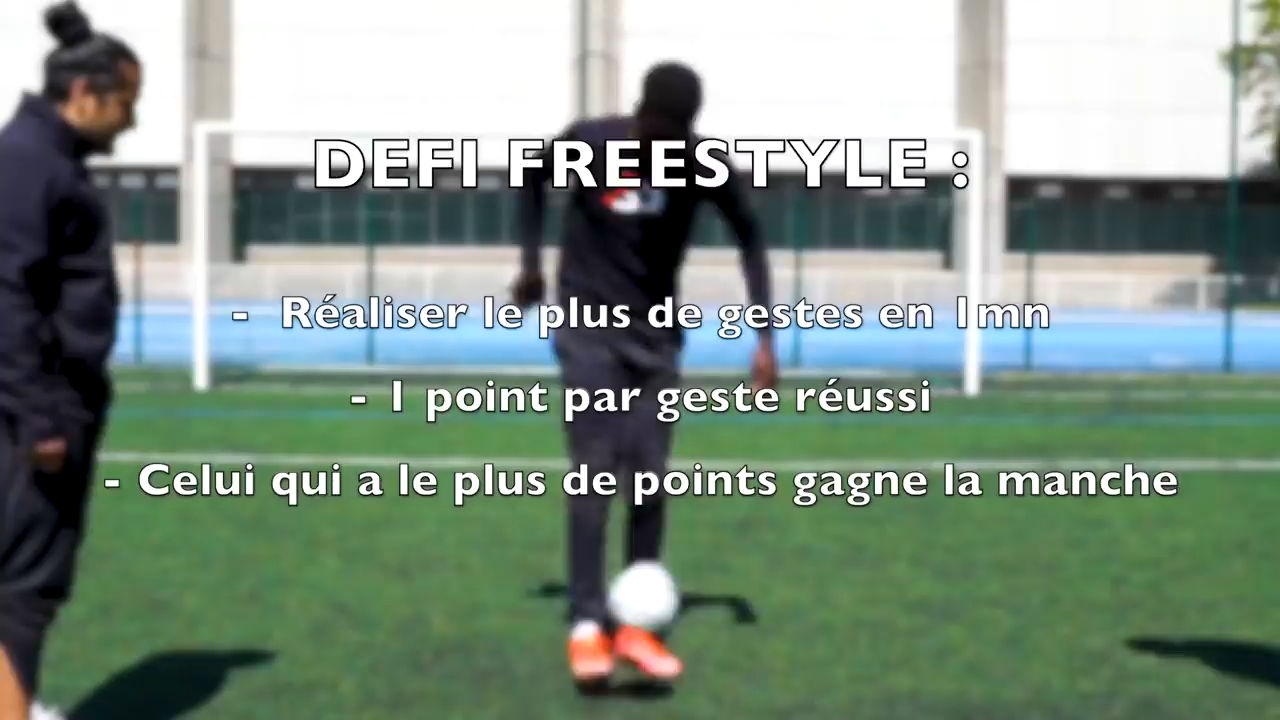 DEFI FREESTYLE :
- Réaliser le plus de gestes en 1mn
- 1 point par geste réussi
- Celui qui a le plus de points gagne la manche